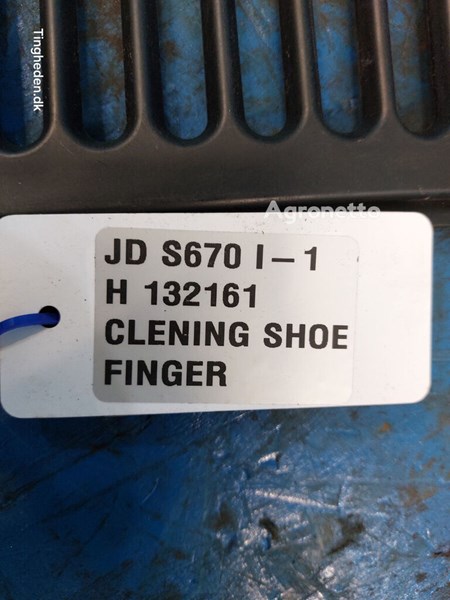 Tingheden.dk
Agronetto
JD S670 I-1
H 132161
CLENING SHOE
FINGER